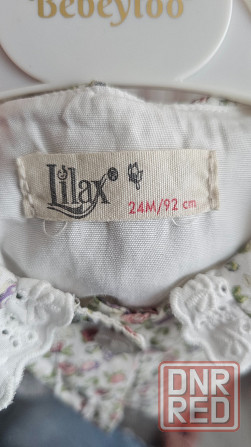 Bebeyloo
Lilax®
24M/92 cm
DNR
RED